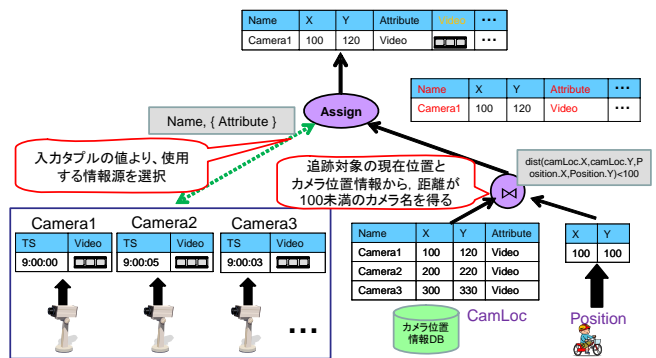 Name X Y Attribute Video …
Camera1 100 120 Video
Name X Y Attribute …
Camera1 100 120 Video …
Assign
Name, { Attribute }
入力タプルの値より、使用
する情報源を選択
追跡対象の現在位置と
カメラ位置情報から，距離が
100未満のカメラ名を得る
dist(camLoc.X,camLoc.Y,P
osition.X,Position.Y)<100
⋈
Camera1 Camera2 Camera3
TS Video TS Video TS Video
9:00:00 9:00:05 9:00:03
…
Name X Y Attribute
Camera1 100 120 Video
Camera2 200 220 Video
Camera3 300 330 Video
X Y
100 100
CamLoc
Position
カメラ位置
情報DB